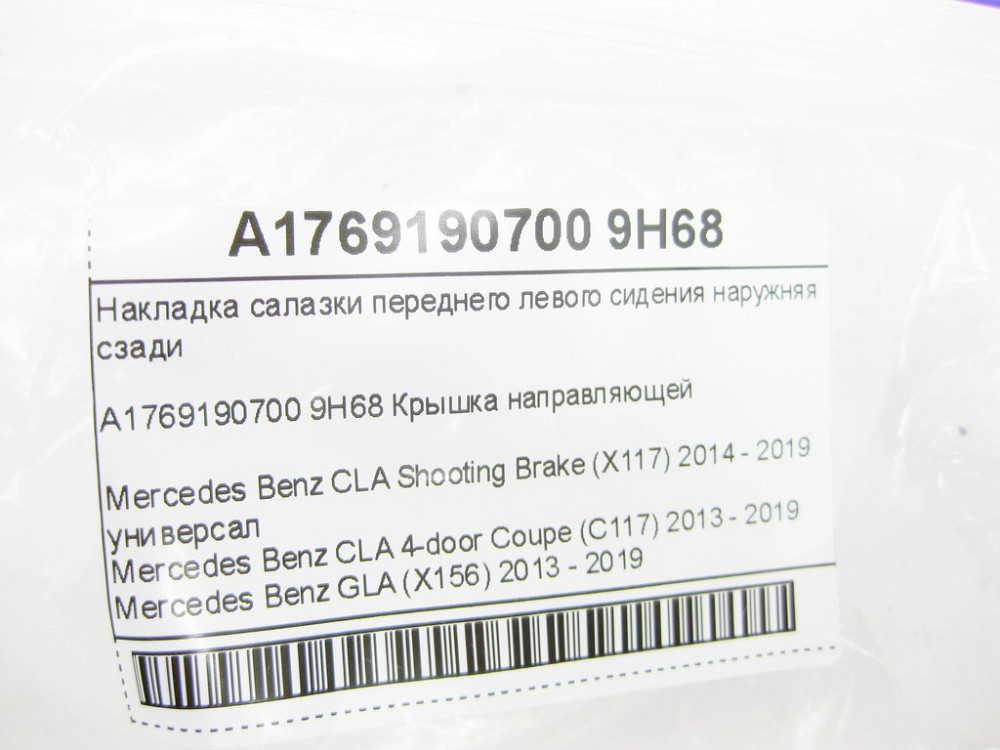 A1769190700 9H68
Накладка салазки переднего левого сидения наружняя
сзади
A1769190700 9H68 Крышка направляющей
Mercedes Benz CLA Shooting Brake (X117) 2014 - 2019
универсал
Mercedes Benz CLA 4-door Coupe (C117) 2013 - 2019
Mercedes Benz GLA (X156) 2013 - 2019